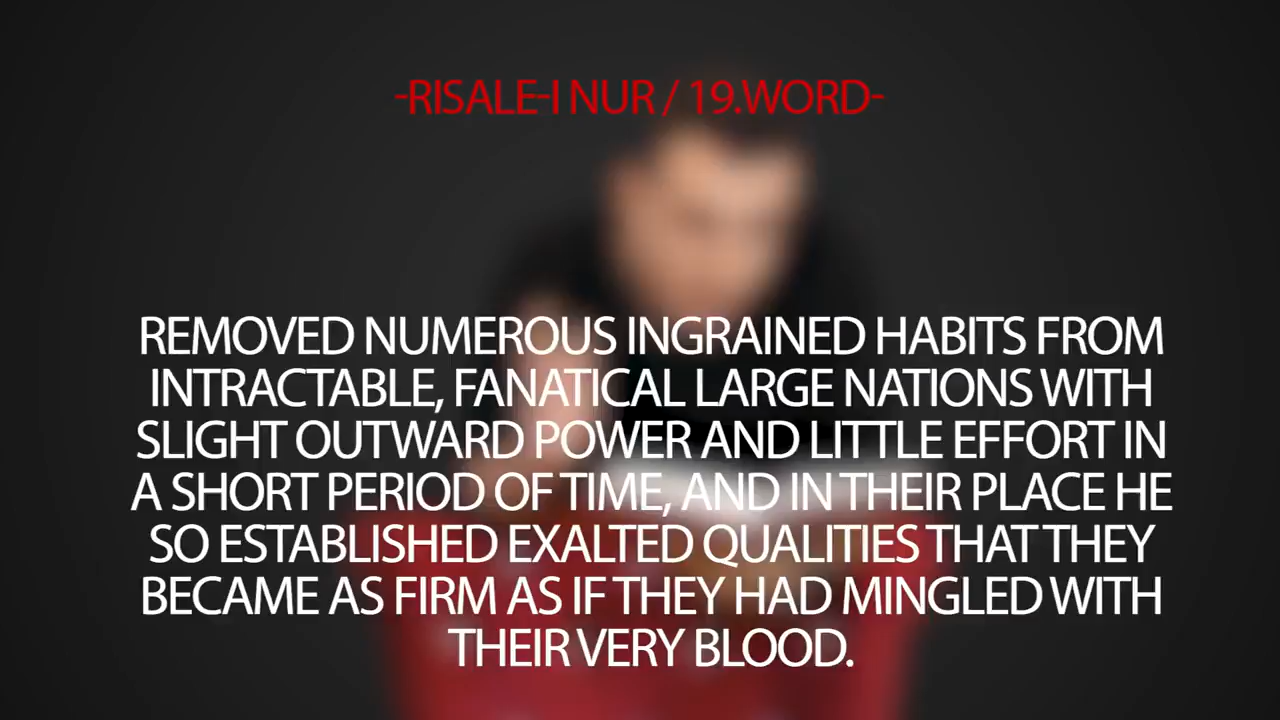 -RISALE-I NUR / 19.WORD-
REMOVED NUMEROUS INGRAINED HABITS FROM
INTRACTABLE, FANATICAL LARGE NATIONS WITH
SLIGHT OUTWARD POWER AND LITTLE EFFORT IN
A SHORT PERIOD OF TIME, AND IN THEIR PLACE HE
SO ESTABLISHED EXALTED QUALITIES THAT THEY
BECAME AS FIRM AS IF THEY HAD MINGLED WITH
THEIR VERY BLOOD.